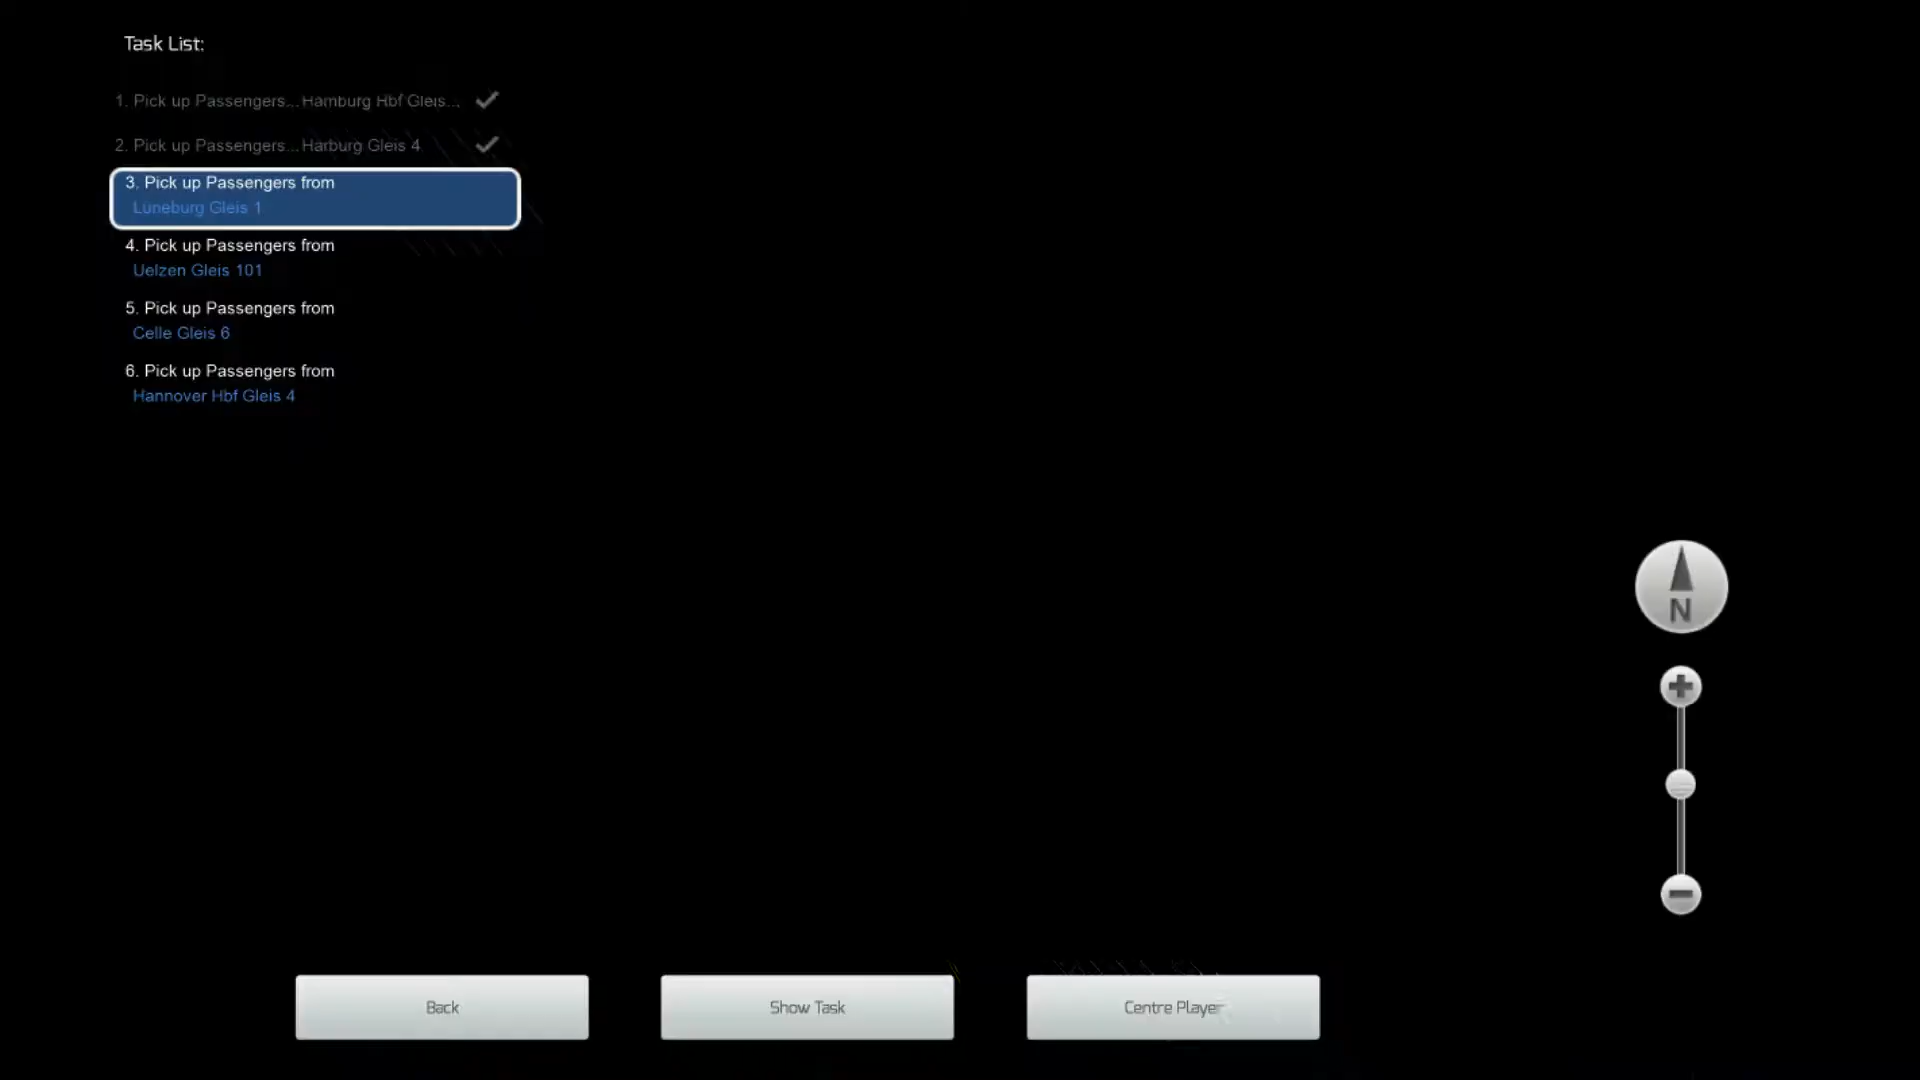 Task List:
1. Pick up Passengers... Hamburg Hbf Gleis...
2. Pick up Passengers... Harburg Gleis 4
3. Pick up Passengers from
Lüneburg Gleis 1
4. Pick up Passengers from
Uelzen Gleis 101
5. Pick up Passengers from
Celle Gleis 6
6. Pick up Passengers from
Hannover Hbf Gleis 4
N
Back
Show Task
Centre Player